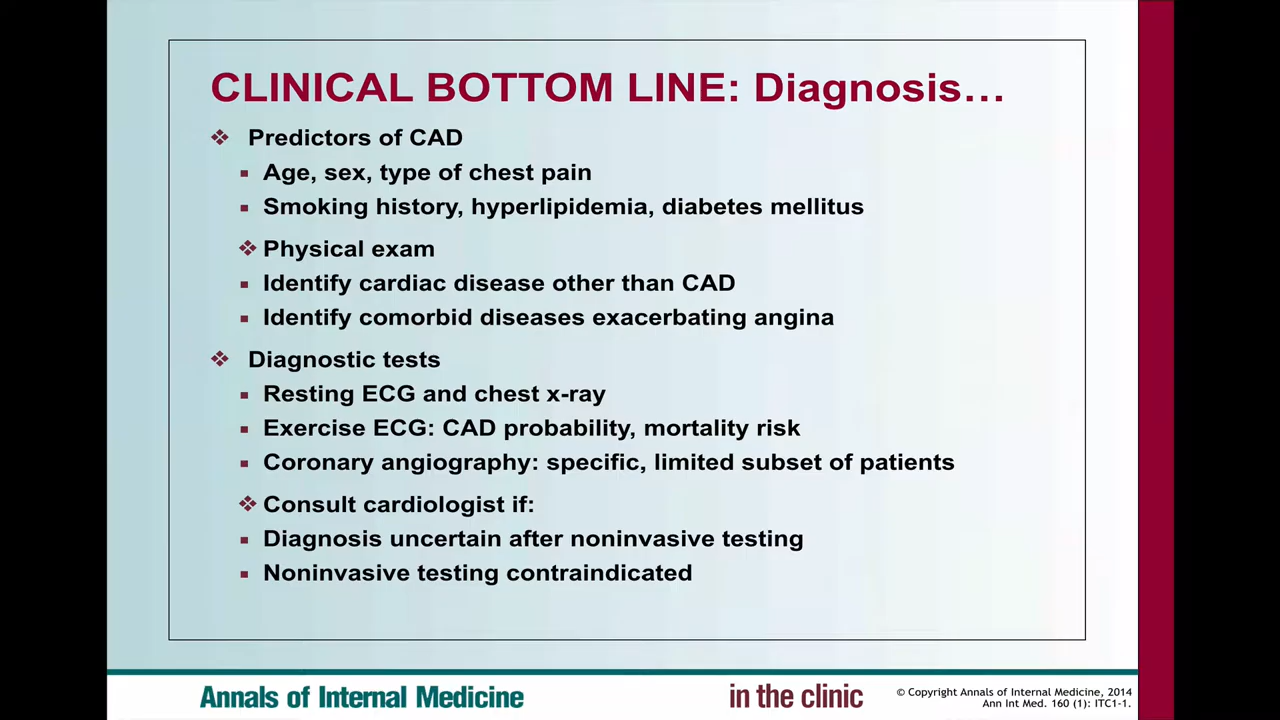 CLINICAL BOTTOM LINE: Diagnosis…
❖ Predictors of CAD
▪ Age, sex, type of chest pain
▪ Smoking history, hyperlipidemia, diabetes mellitus
❖ Physical exam
▪ Identify cardiac disease other than CAD
▪ Identify comorbid diseases exacerbating angina
❖ Diagnostic tests
▪ Resting ECG and chest x-ray
▪ Exercise ECG: CAD probability, mortality risk
▪ Coronary angiography: specific, limited subset of patients
❖ Consult cardiologist if:
▪ Diagnosis uncertain after noninvasive testing
▪ Noninvasive testing contraindicated
Annals of Internal Medicine
in the clinic
© Copyright Annals of Internal Medicine, 2014
Ann Int Med. 160 (1): ITC1-1.